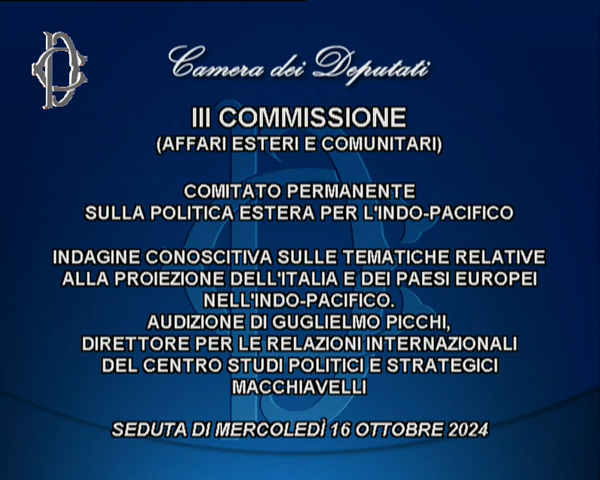 Camera dei Deputati
III COMMISSIONE
(AFFARI ESTERI E COMUNITARI)
COMITATO PERMANENTE
SULLA POLITICA ESTERA PER L'INDO-PACIFICO
INDAGINE CONOSCITIVA SULLE TEMATICHE RELATIVE
ALLA PROIEZIONE DELL'ITALIA E DEI PAESI EUROPEI
NELL'INDO-PACIFICO.
AUDIZIONE DI GUGLIELMO PICCHI,
DIRETTORE PER LE RELAZIONI INTERNAZIONALI
DEL CENTRO STUDI POLITICI E STRATEGICI
MACCHIAVELLI
SEDUTA DI MERCOLEDÌ 16 OTTOBRE 2024